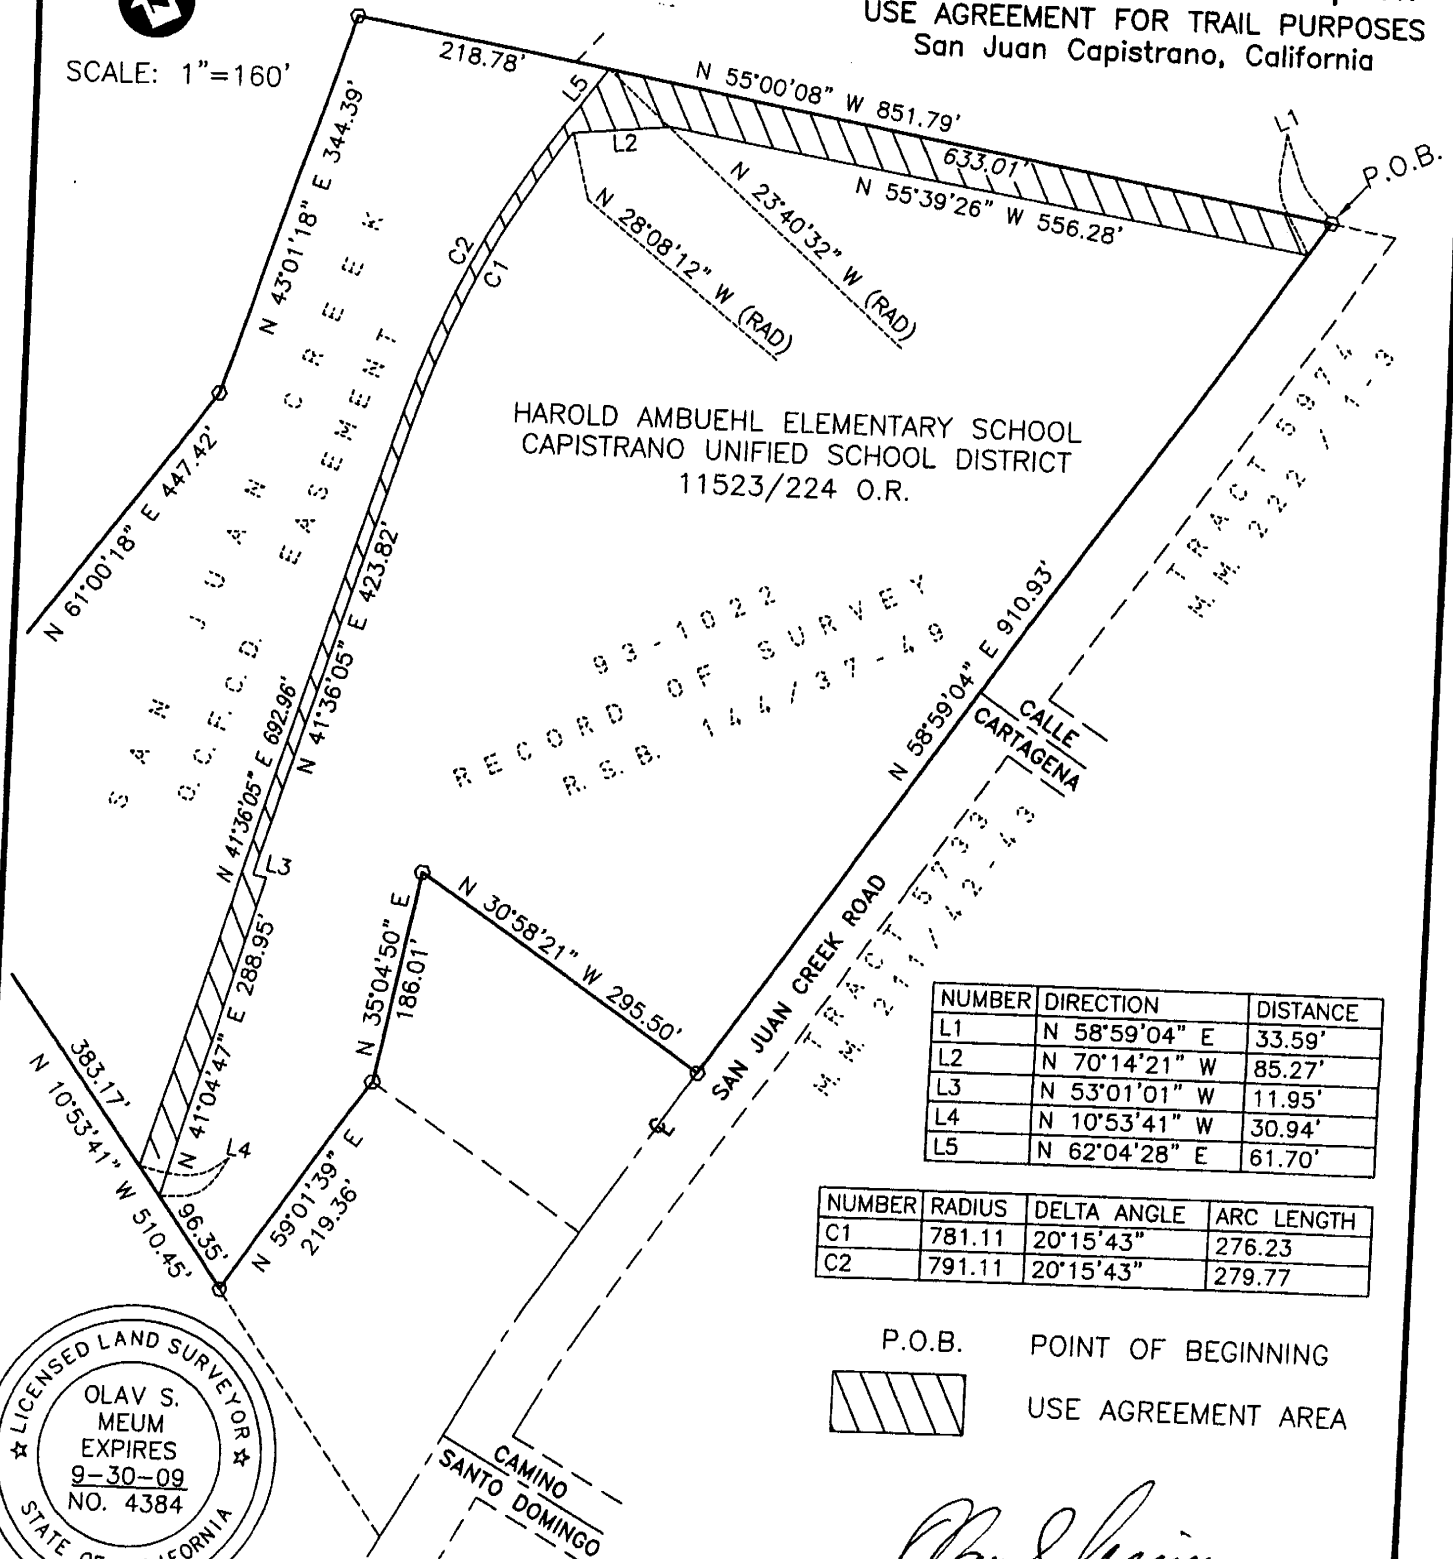 USE AGREEMENT FOR TRAIL PURPOSES
San Juan Capistrano, California
SCALE: 1"=160'
218.78'
N 55°00'08" W 851.79'
633.01'
N 55°39'26" W 556.28'
L1
P.O.B.
L5
L2
N 23°40'32" W (RAD)
N 28°08'12" W (RAD)
N 43°01'18" E 344.39'
C2
C1
N 61°00'18" E 447.42'
SAN JUAN CREEK
O.C.F.C.D. EASEMENT
HAROLD AMBUEHL ELEMENTARY SCHOOL
CAPISTRANO UNIFIED SCHOOL DISTRICT
11523/224 O.R.
TRACT 5974
M.M. 222/1-3
N 41°36'05" E 423.82'
N 41°36'05" E 692.96'
93-1022
RECORD OF SURVEY
R.S.B. 144/37-49
N 58°59'04" E 910.93'
CALLE
CARTAGENA
L3
N 35°04'50" E
186.01'
N 30°58'21" W 295.50'
SAN JUAN CREEK ROAD
TRACT 5733
M.M. 211/42-43
N 41°04'47" E 288.95'
383.17'
N 10°53'41" W 510.45'
L4
96.35'
N 59°01'39" E
219.36'
NUMBER DIRECTION DISTANCE
L1 N 58°59'04" E 33.59'
L2 N 70°14'21" W 85.27'
L3 N 53°01'01" W 11.95'
L4 N 10°53'41" W 30.94'
L5 N 62°04'28" E 61.70'
NUMBER RADIUS DELTA ANGLE ARC LENGTH
C1 781.11 20°15'43" 276.23
C2 791.11 20°15'43" 279.77
P.O.B. POINT OF BEGINNING
USE AGREEMENT AREA
CAMINO
SANTO DOMINGO
LICENSED LAND SURVEYOR
OLAV S.
MEUM
EXPIRES
9-30-09
NO. 4384
STATE OF CALIFORNIA